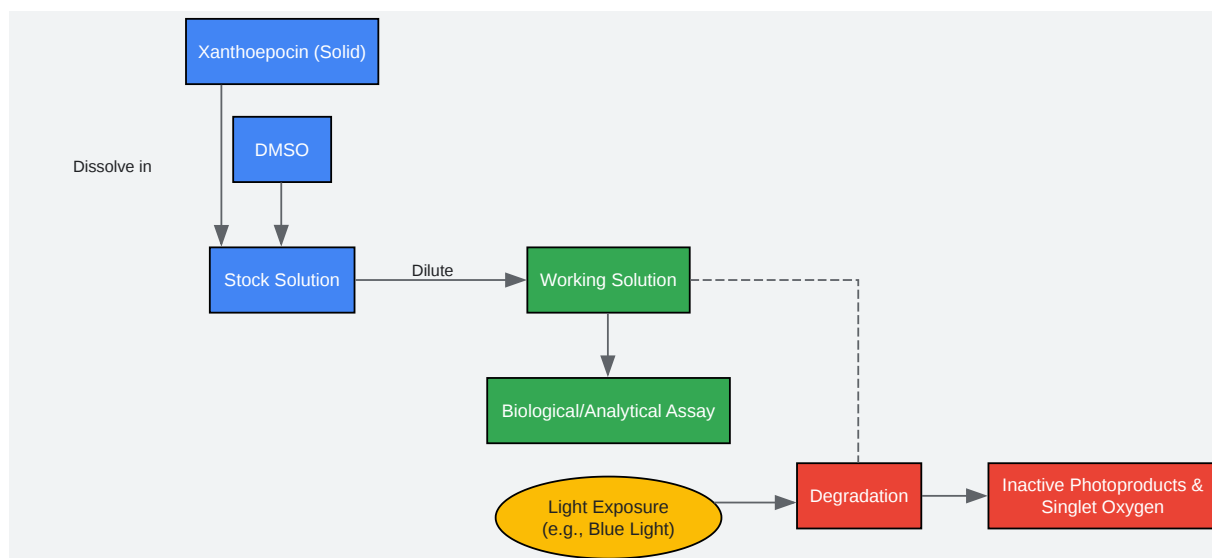 Xanthoepocin (Solid)
DMSO
Dissolve in
Stock Solution
Dilute
Working Solution
Biological/Analytical Assay
Light Exposure
(e.g., Blue Light)
Degradation
Inactive Photoproducts &
Singlet Oxygen